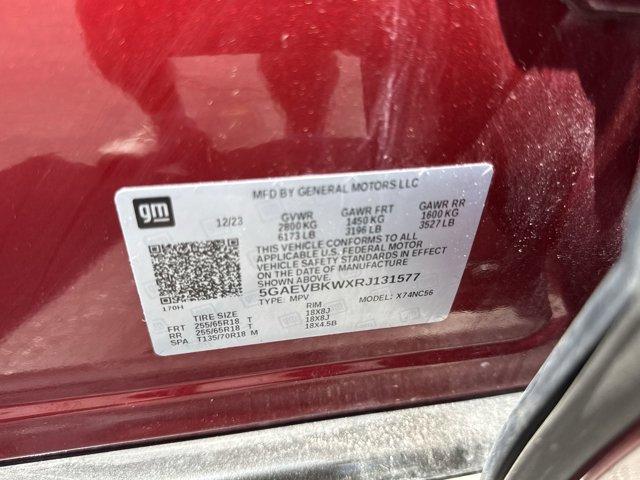 gm
MFD BY GENERAL MOTORS LLC
12/23 GVWR GAWR FRT GAWR RR
2800 KG 1450 KG 1600 KG
6173 LB 3196 LB 3527 LB
THIS VEHICLE CONFORMS TO ALL
APPLICABLE U.S. FEDERAL MOTOR
VEHICLE SAFETY STANDARDS IN EFFECT
ON THE DATE OF MANUFACTURE
SHOWN ABOVE.
5GAEVBKWXRJ131577
170H TYPE: MPV MODEL: X74NC56
TIRE SIZE RIM
FRT 255/65R18 T 18X8J
RR 255/65R18 T 18X8J
SPA T135/70R18 M 18X4.5B